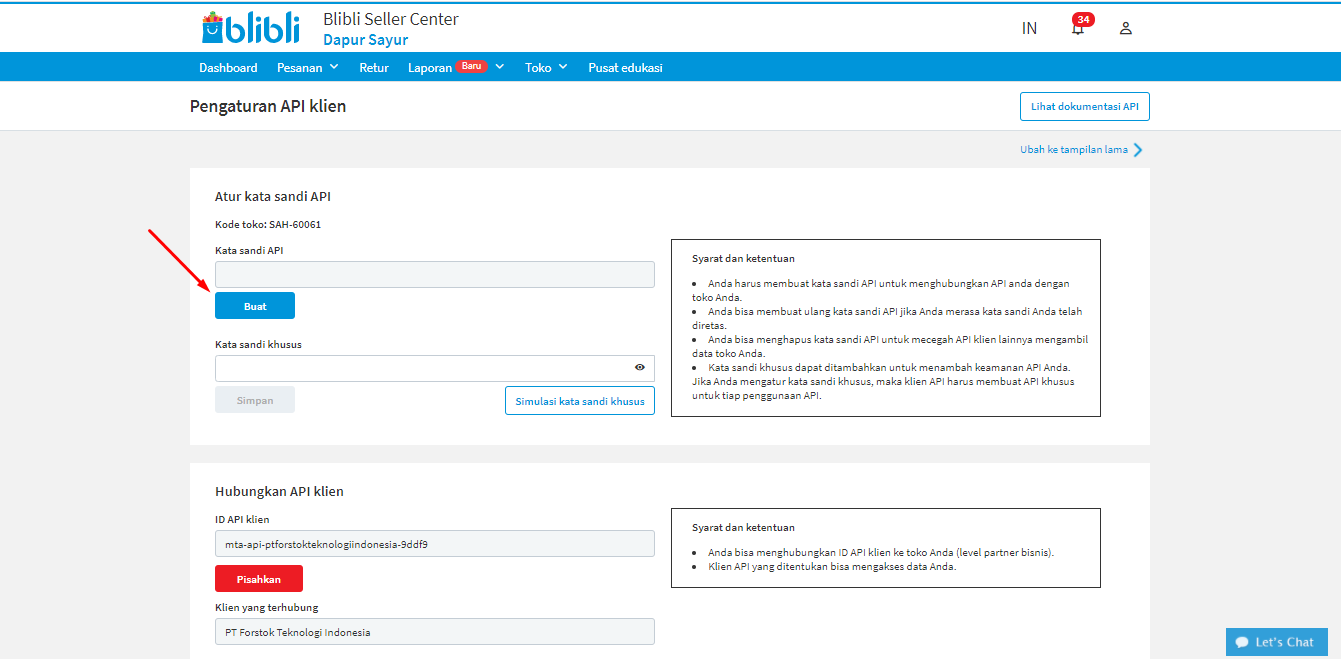 blibli
Blibli Seller Center
Dapur Sayur
IN
34
Dashboard Pesanan Retur Laporan Baru Toko Pusat edukasi
Pengaturan API klien
Lihat dokumentasi API
Ubah ke tampilan lama
Atur kata sandi API
Kode toko: SAH-60061
Kata sandi API
Buat
Kata sandi khusus
Simpan
Simulasi kata sandi khusus
Syarat dan ketentuan
• Anda harus membuat kata sandi API untuk menghubungkan API anda dengan
toko Anda.
• Anda bisa membuat ulang kata sandi API jika Anda merasa kata sandi Anda telah
diretas.
• Anda bisa menghapus kata sandi API untuk mecegah API klien lainnya mengambil
data toko Anda.
• Kata sandi khusus dapat ditambahkan untuk menambah keamanan API Anda.
Jika Anda mengatur kata sandi khusus, maka klien API harus membuat API khusus
untuk tiap penggunaan API.
Hubungkan API klien
ID API klien
mta-api-ptforstokteknologiindonesia-9ddf9
Pisahkan
Klien yang terhubung
PT Forstok Teknologi Indonesia
Syarat dan ketentuan
• Anda bisa menghubungkan ID API klien ke toko Anda (level partner bisnis).
• Klien API yang ditentukan bisa mengakses data Anda.
Let's Chat